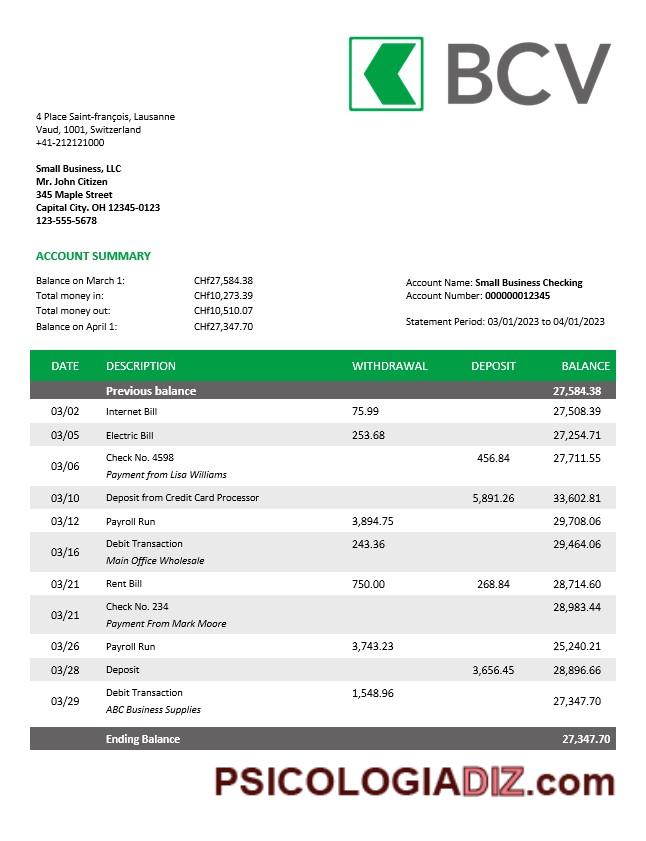 BCV
4 Place Saint-françois, Lausanne
Vaud, 1001, Switzerland
+41-212121000
Small Business, LLC
Mr. John Citizen
345 Maple Street
Capital City. OH 12345-0123
123-555-5678
ACCOUNT SUMMARY
Balance on March 1: CHf27,584.38
Total money in: CHf10,273.39
Total money out: CHf10,510.07
Balance on April 1: CHf27,347.70
Account Name: Small Business Checking
Account Number: 000000012345
Statement Period: 03/01/2023 to 04/01/2023
DATE DESCRIPTION WITHDRAWAL DEPOSIT BALANCE
Previous balance 27,584.38
03/02 Internet Bill 75.99 27,508.39
03/05 Electric Bill 253.68 27,254.71
03/06 Check No. 4598 456.84 27,711.55
Payment from Lisa Williams
03/10 Deposit from Credit Card Processor 5,891.26 33,602.81
03/12 Payroll Run 3,894.75 29,708.06
03/16 Debit Transaction 243.36 29,464.06
Main Office Wholesale
03/21 Rent Bill 750.00 268.84 28,714.60
03/21 Check No. 234 28,983.44
Payment From Mark Moore
03/26 Payroll Run 3,743.23 25,240.21
03/28 Deposit 3,656.45 28,896.66
03/29 Debit Transaction 1,548.96 27,347.70
ABC Business Supplies
Ending Balance 27,347.70
PSICOLOGIADIZ.com